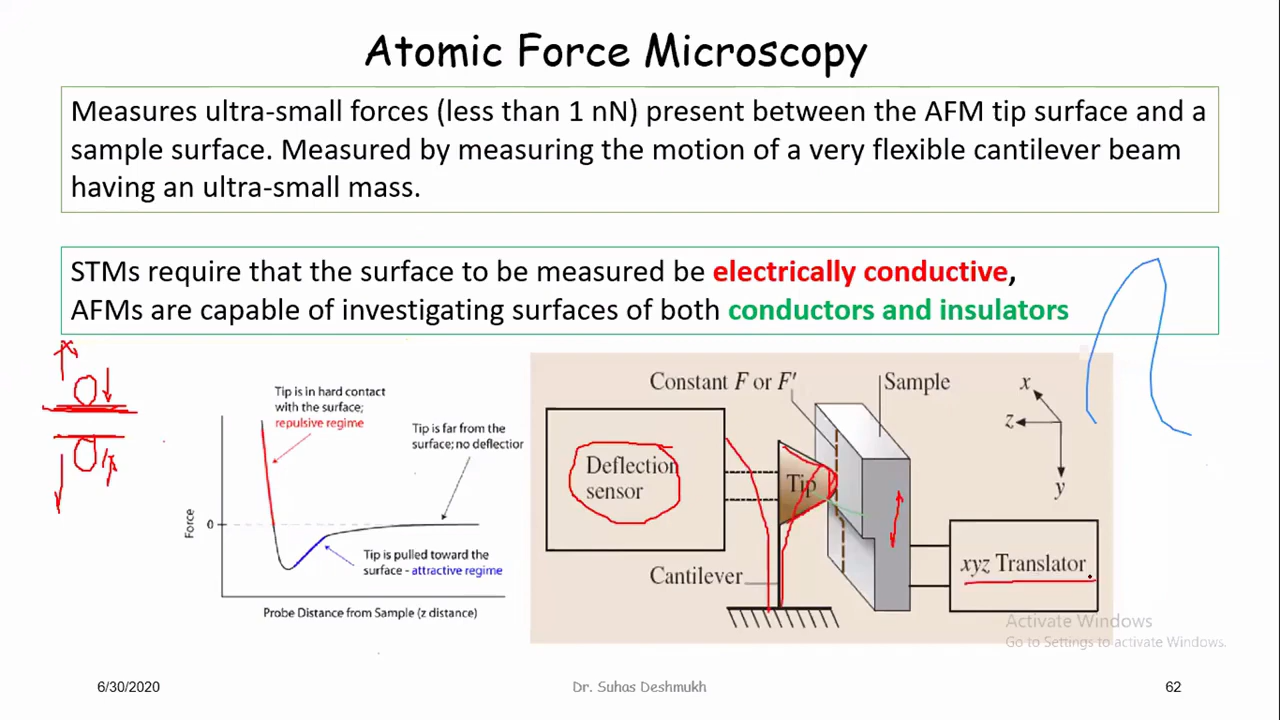 Atomic Force Microscopy
Measures ultra-small forces (less than 1 nN) present between the AFM tip surface and a
sample surface. Measured by measuring the motion of a very flexible cantilever beam
having an ultra-small mass.
STMs require that the surface to be measured be electrically conductive,
AFMs are capable of investigating surfaces of both conductors and insulators
Tip is in hard contact
with the surface;
repulsive regime
Tip is far from the
surface; no deflection
Force
0
Tip is pulled toward the
surface - attractive regime
Probe Distance from Sample (z distance)
Constant F or F'
Sample
x
z
y
Deflection
sensor
Tip
Cantilever
xyz Translator
Activate Windows
Go to Settings to activate Windows.
6/30/2020
Dr. Suhas Deshmukh
62